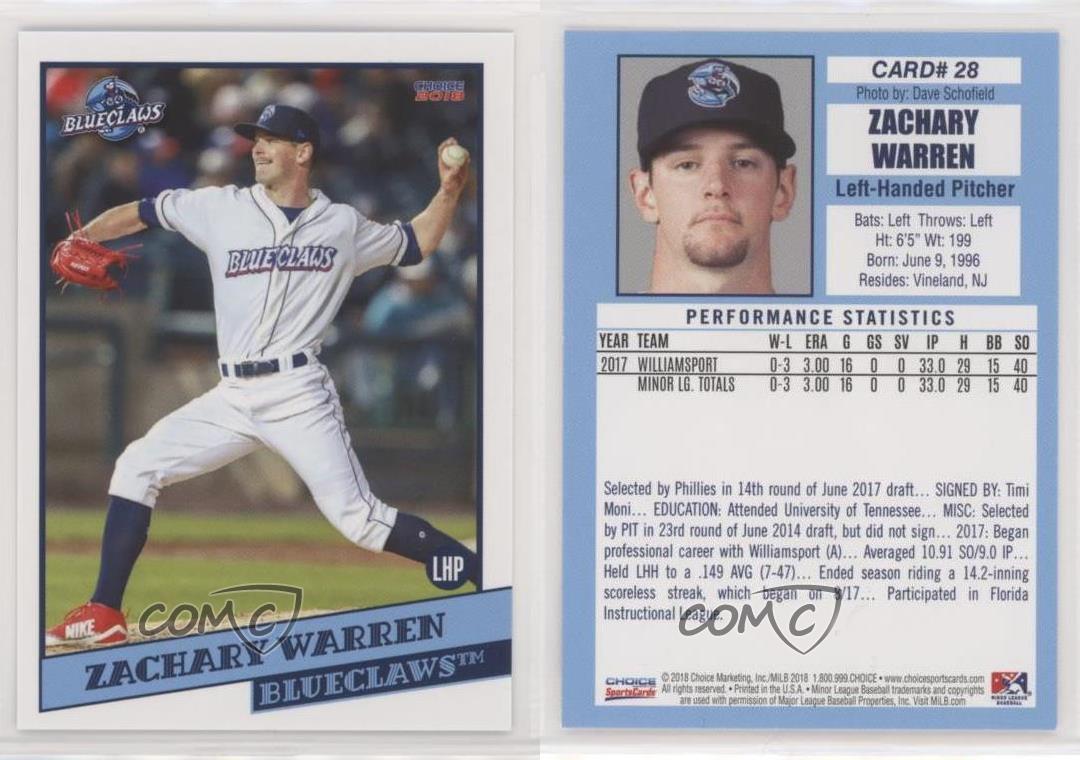 BLUECLAWS®
CHOICE
2018
BLUECLAWS
LHP
NIKE
ZACHARY WARREN
BLUECLAWS™
COMC
CARD# 28
Photo by: Dave Schofield
ZACHARY
WARREN
Left-Handed Pitcher
Bats: Left Throws: Left
Ht: 6'5" Wt: 199
Born: June 9, 1996
Resides: Vineland, NJ
PERFORMANCE STATISTICS
YEAR TEAM W-L ERA G GS SV IP H BB SO
2017 WILLIAMSPORT 0-3 3.00 16 0 0 33.0 29 15 40
MINOR LG. TOTALS 0-3 3.00 16 0 0 33.0 29 15 40
Selected by Phillies in 14th round of June 2017 draft... SIGNED BY: Timi
Moni... EDUCATION: Attended University of Tennessee... MISC: Selected
by PIT in 23rd round of June 2014 draft, but did not sign... 2017: Began
professional career with Williamsport (A)... Averaged 10.91 SO/9.0 IP...
Held LHH to a .149 AVG (7-47)... Ended season riding a 14.2-inning
scoreless streak, which began on /17... Participated in Florida
Instructional League.
COMC
CHOICE
SportsCards
© 2018 Choice Marketing, Inc./MiLB 2018 1.800.999.CHOICE • www.choicesportscards.com
All rights reserved. • Printed in the U.S.A. • Minor League Baseball trademarks and copyrights
are used with permission of Major League Baseball Properties, Inc. Visit MiLB.com
MINOR LEAGUE
BASEBALL